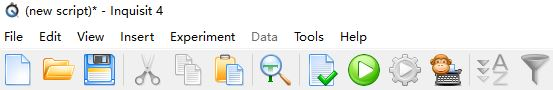 (new script)* - Inquisit 4
File Edit View Insert Experiment Data Tools Help
A
Z